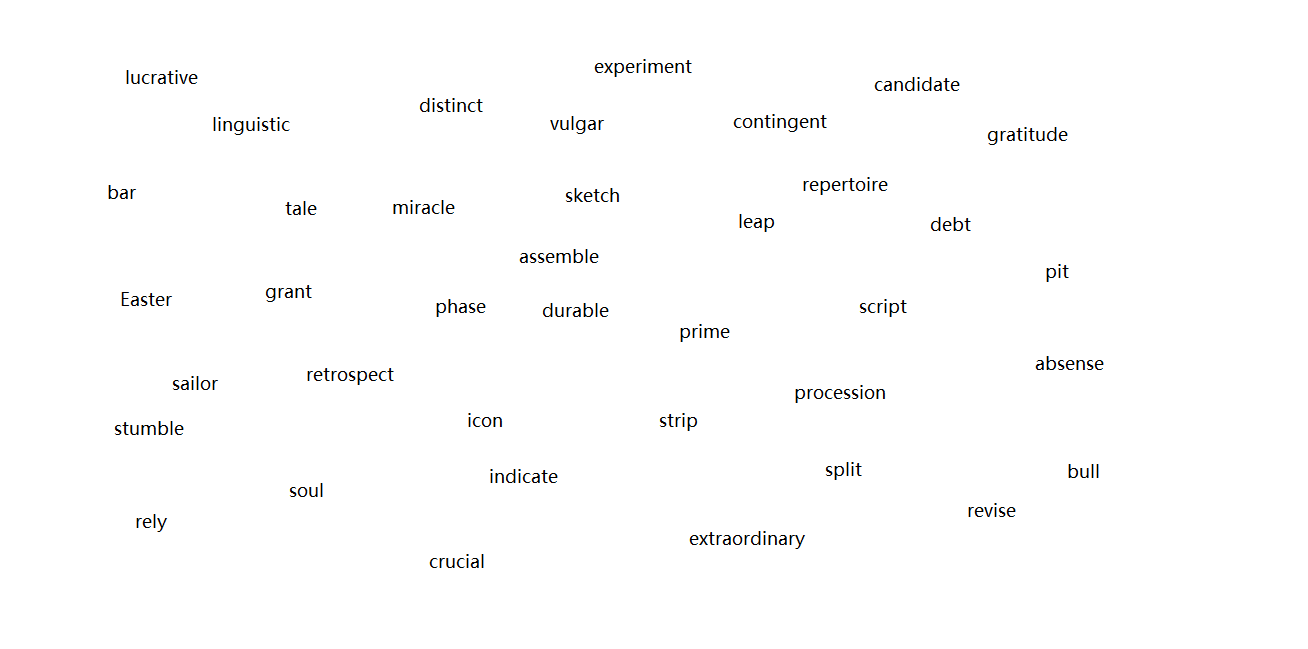 experiment
lucrative
candidate
distinct
contingent
vulgar
linguistic
gratitude
repertoire
bar
sketch
miracle
tale
leap
debt
assemble
pit
grant
Easter
phase
script
durable
prime
absense
retrospect
sailor
procession
icon
strip
stumble
split
bull
indicate
soul
revise
rely
extraordinary
crucial